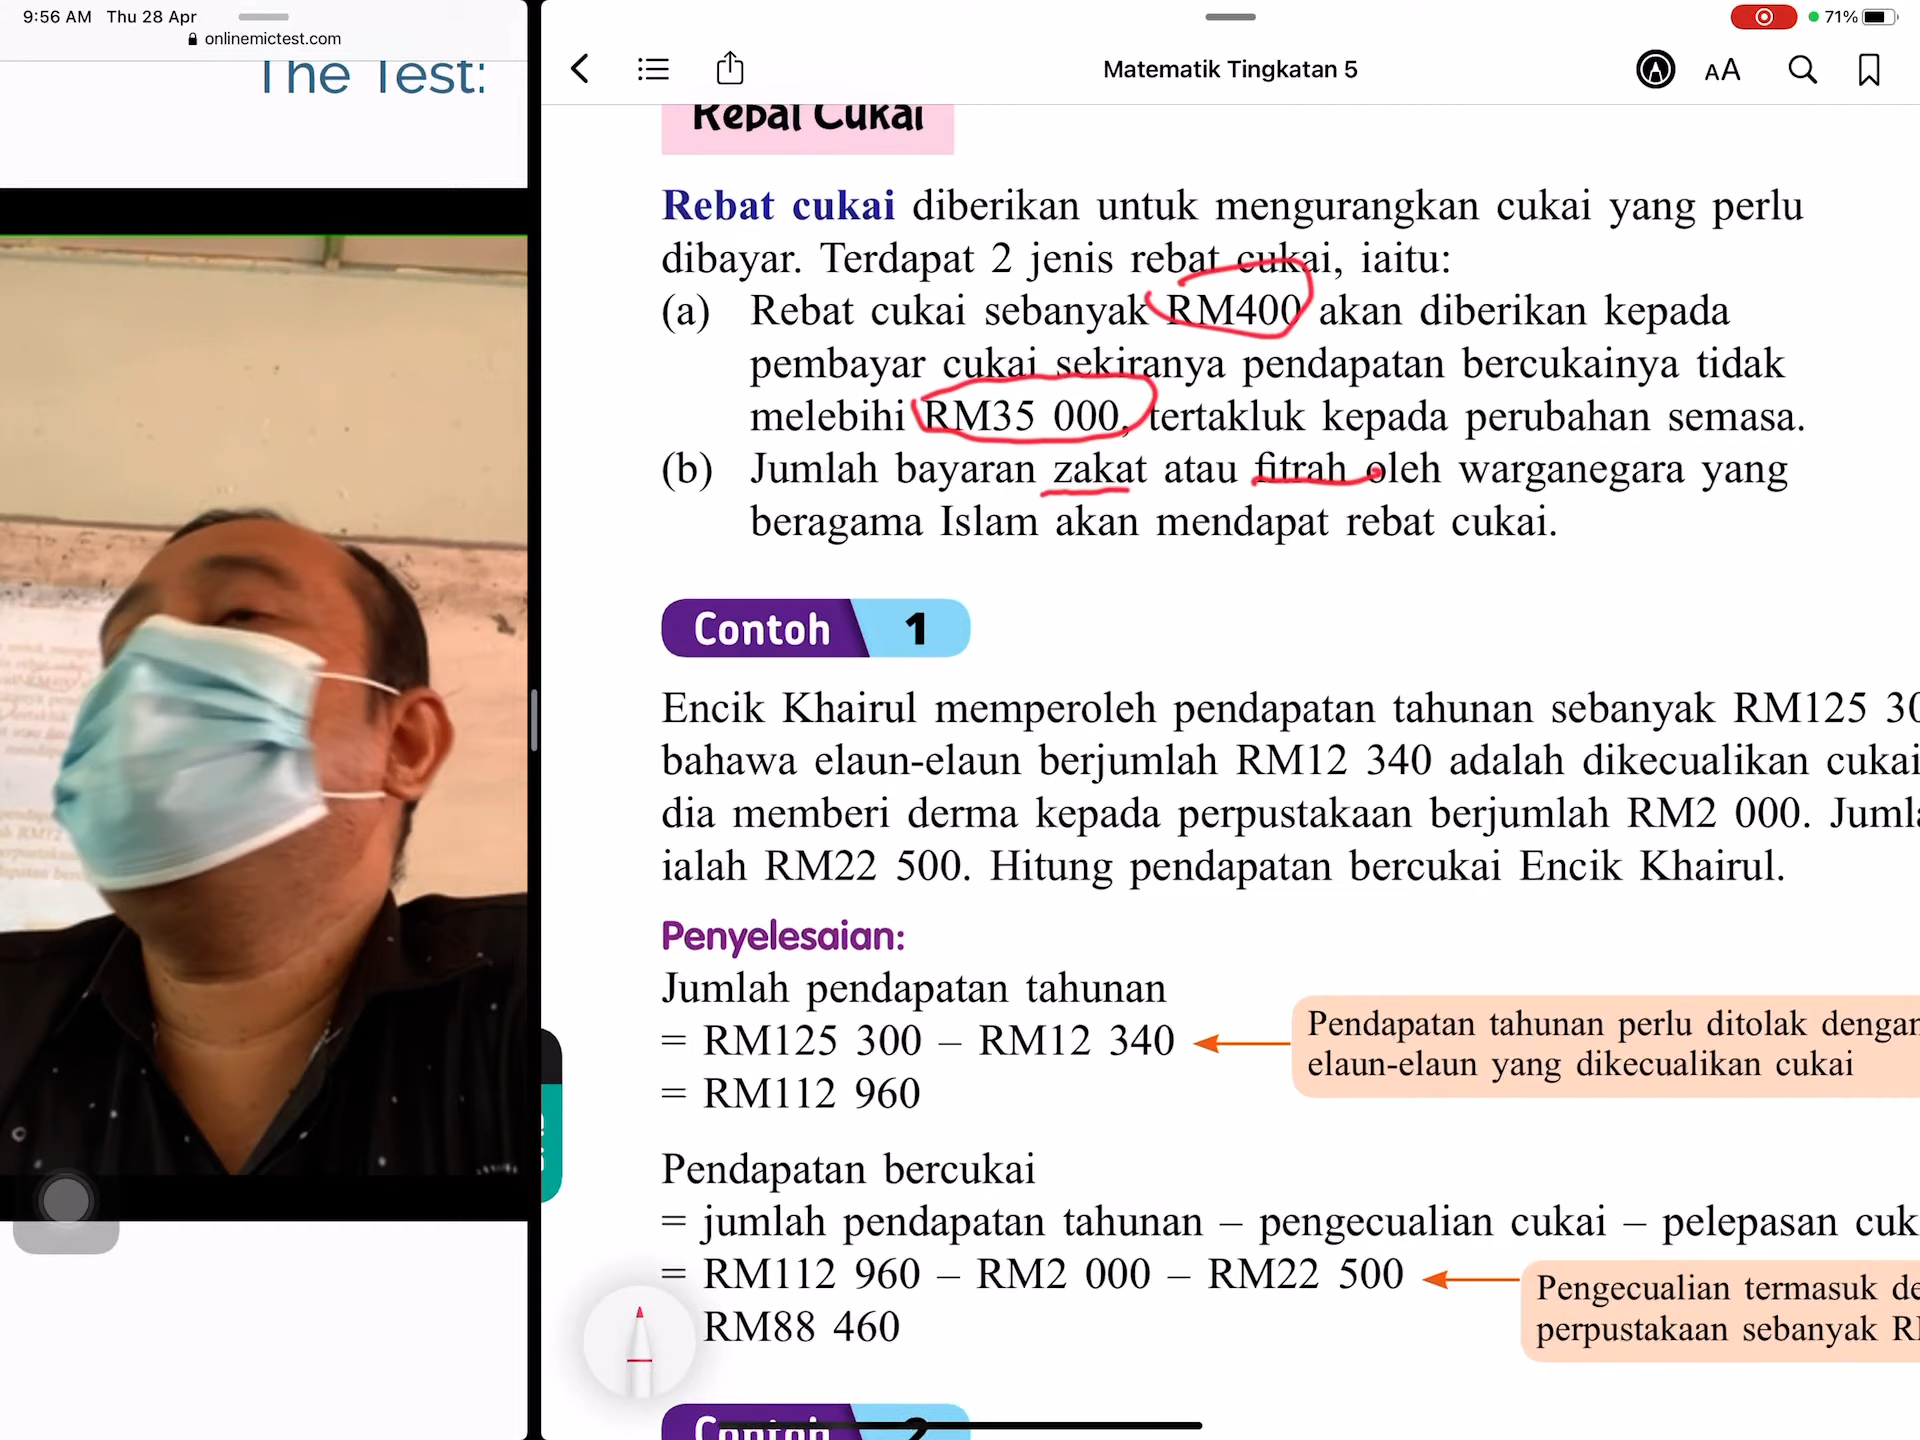 9:56 AM Thu 28 Apr
onlinemictest.com
The Test:
71%
Matematik Tingkatan 5
AA
Rebat Cukai
Rebat cukai diberikan untuk mengurangkan cukai yang perlu
dibayar. Terdapat 2 jenis rebat cukai, iaitu:
(a) Rebat cukai sebanyak RM400 akan diberikan kepada
pembayar cukai sekiranya pendapatan bercukainya tidak
melebihi RM35 000, tertakluk kepada perubahan semasa.
(b) Jumlah bayaran zakat atau fitrah oleh warganegara yang
beragama Islam akan mendapat rebat cukai.
Contoh 1
Encik Khairul memperoleh pendapatan tahunan sebanyak RM125 30
bahawa elaun-elaun berjumlah RM12 340 adalah dikecualikan cukai
dia memberi derma kepada perpustakaan berjumlah RM2 000. Jumla
ialah RM22 500. Hitung pendapatan bercukai Encik Khairul.
Penyelesaian:
Jumlah pendapatan tahunan
= RM125 300 – RM12 340
= RM112 960
Pendapatan tahunan perlu ditolak dengan
elaun-elaun yang dikecualikan cukai
Pendapatan bercukai
= jumlah pendapatan tahunan – pengecualian cukai – pelepasan cuk
= RM112 960 – RM2 000 – RM22 500
RM88 460
Pengecualian termasuk de
perpustakaan sebanyak R
Contoh 2